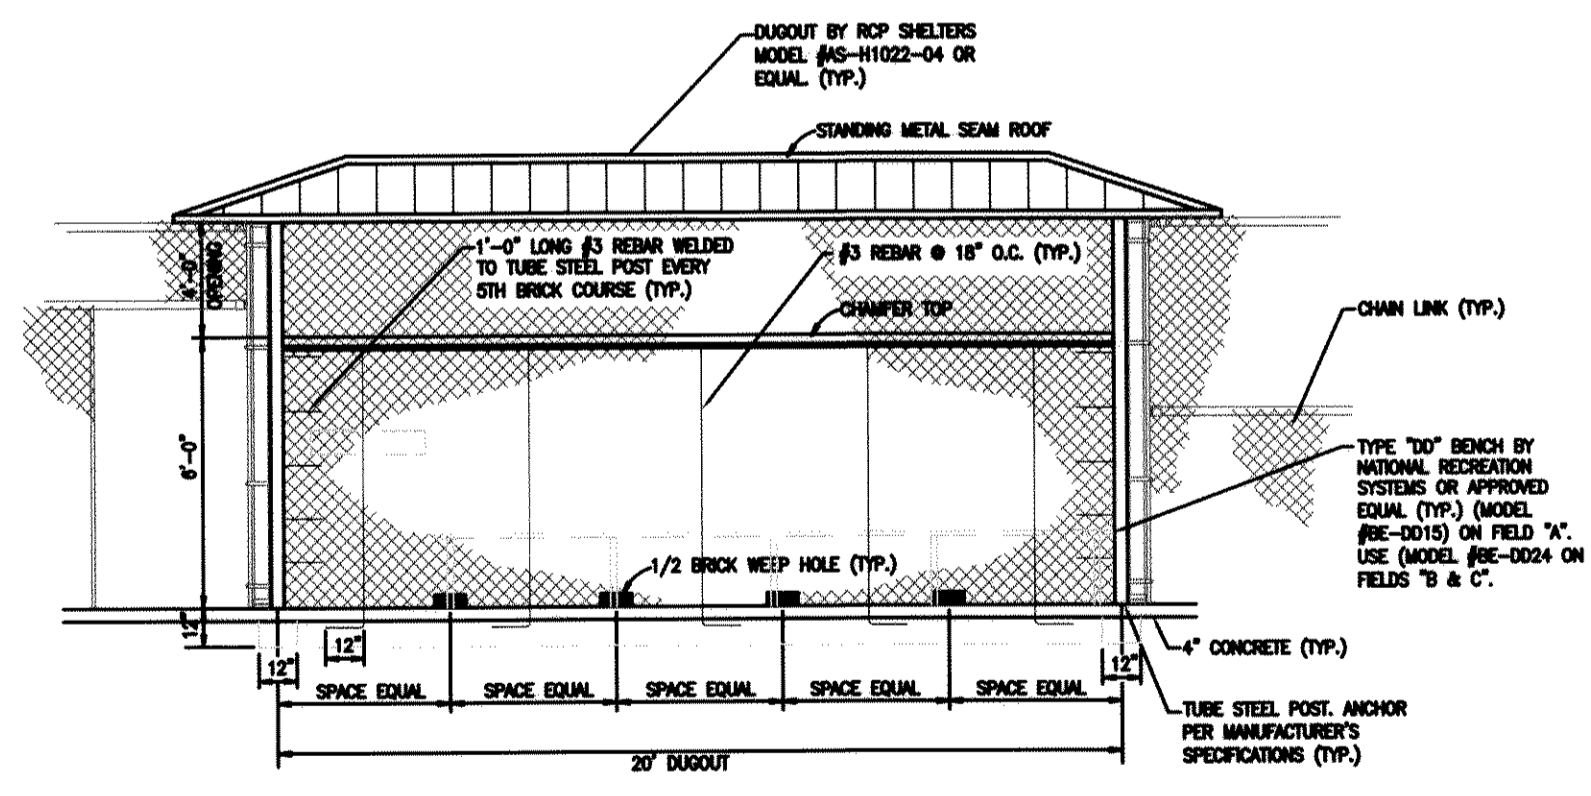 DUGOUT BY RCP SHELTERS
MODEL #AS-H1022-04 OR
EQUAL. (TYP.)
STANDING METAL SEAM ROOF
4'-0"
OPENING
1'-0" LONG #3 REBAR WELDED
TO TUBE STEEL POST EVERY
5TH BRICK COURSE (TYP.)
#3 REBAR @ 18" O.C. (TYP.)
CHAMFER TOP
CHAIN LINK (TYP.)
6'-0"
TYPE "DD" BENCH BY
NATIONAL RECREATION
SYSTEMS OR APPROVED
EQUAL (TYP.) (MODEL
#BE-DD15) ON FIELD "A".
USE (MODEL #BE-DD24 ON
FIELDS "B & C".
1/2 BRICK WEEP HOLE (TYP.)
12"
12"
12"
12"
4" CONCRETE (TYP.)
SPACE EQUAL
SPACE EQUAL
SPACE EQUAL
SPACE EQUAL
SPACE EQUAL
TUBE STEEL POST. ANCHOR
PER MANUFACTURER'S
SPECIFICATIONS (TYP.)
20' DUGOUT